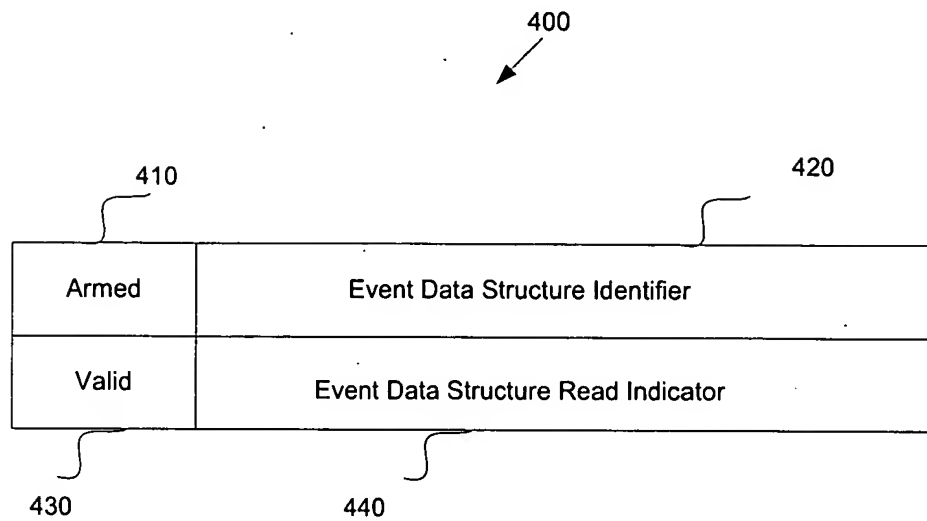 400
410
420
Armed
Event Data Structure Identifier
Valid
Event Data Structure Read Indicator
430
440